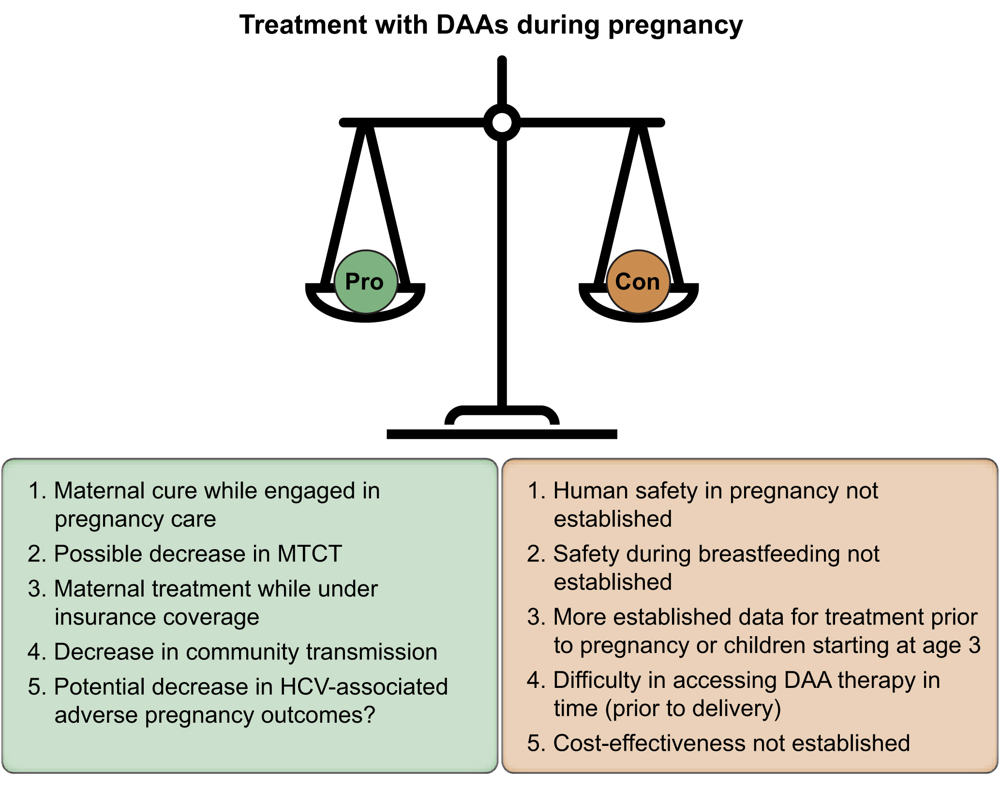 Treatment with DAAs during pregnancy
Pro
Con
1. Maternal cure while engaged in
pregnancy care
2. Possible decrease in MTCT
3. Maternal treatment while under
insurance coverage
4. Decrease in community transmission
5. Potential decrease in HCV-associated
adverse pregnancy outcomes?
1. Human safety in pregnancy not
established
2. Safety during breastfeeding not
established
3. More established data for treatment prior
to pregnancy or children starting at age 3
4. Difficulty in accessing DAA therapy in
time (prior to delivery)
5. Cost-effectiveness not established